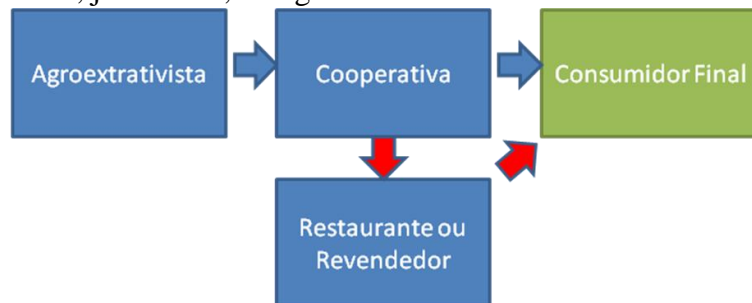 Agroextrativista
Cooperativa
Consumidor Final
Restaurante ou
Revendedor